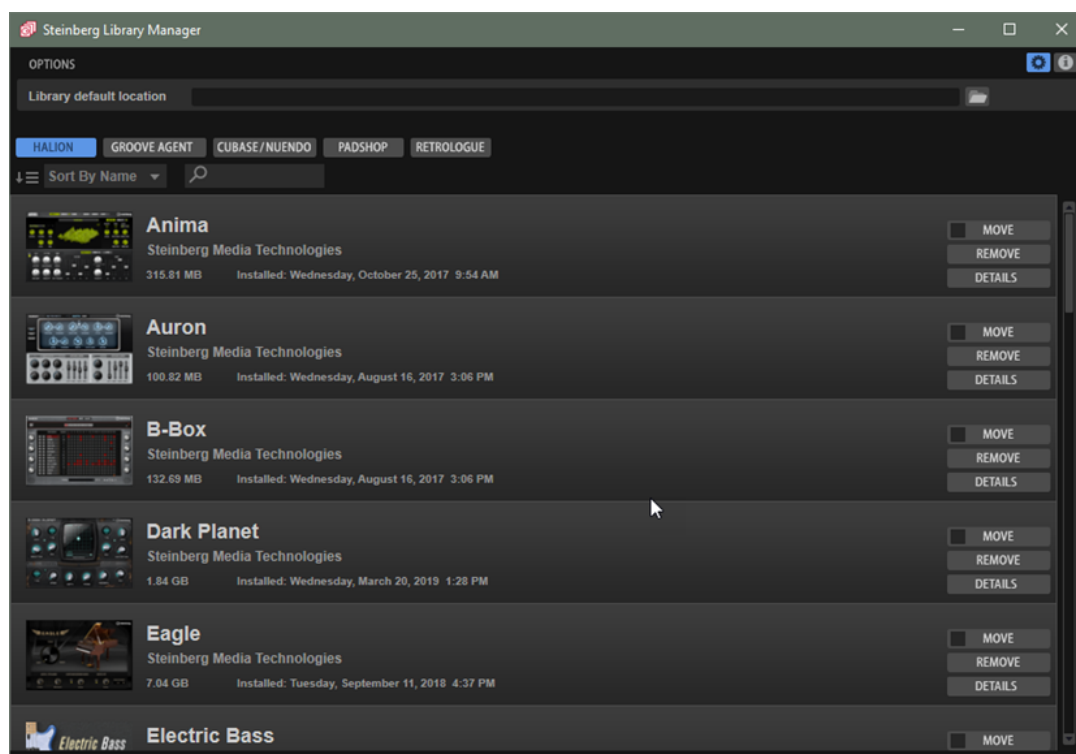 Steinberg Library Manager
OPTIONS
Library default location
HALION GROOVE AGENT CUBASE/NUENDO PADSHOP RETROLOGUE
Sort By Name
Anima
Steinberg Media Technologies
315.81 MB Installed: Wednesday, October 25, 2017 9:54 AM
MOVE
REMOVE
DETAILS
Auron
Steinberg Media Technologies
100.82 MB Installed: Wednesday, August 16, 2017 3:06 PM
MOVE
REMOVE
DETAILS
B-Box
Steinberg Media Technologies
132.69 MB Installed: Wednesday, August 16, 2017 3:06 PM
MOVE
REMOVE
DETAILS
Dark Planet
Steinberg Media Technologies
1.84 GB Installed: Wednesday, March 20, 2019 1:28 PM
MOVE
REMOVE
DETAILS
Eagle
Steinberg Media Technologies
7.04 GB Installed: Tuesday, September 11, 2018 4:37 PM
MOVE
REMOVE
DETAILS
Electric Bass
Electric Bass
MOVE